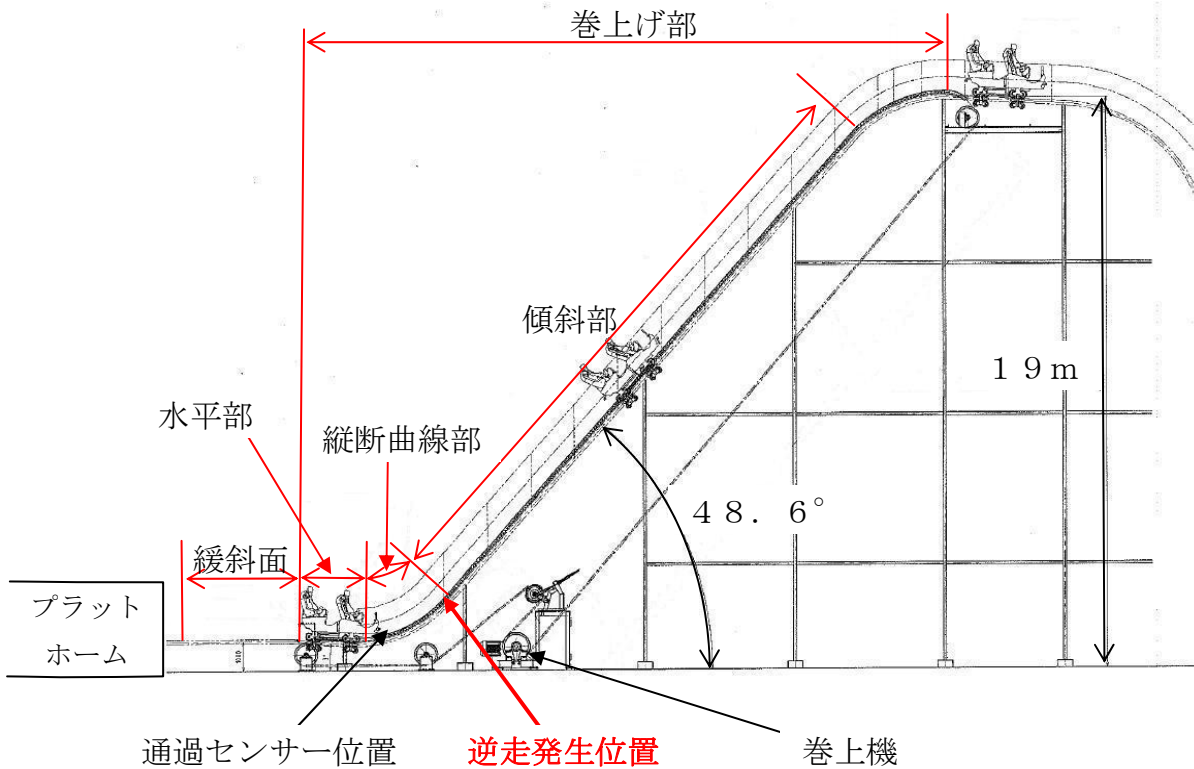 巻上げ部
傾斜部
19m
水平部
縦断曲線部
48.6°
緩斜面
プラット
ホーム
通過センサー位置
逆走発生位置
巻上機